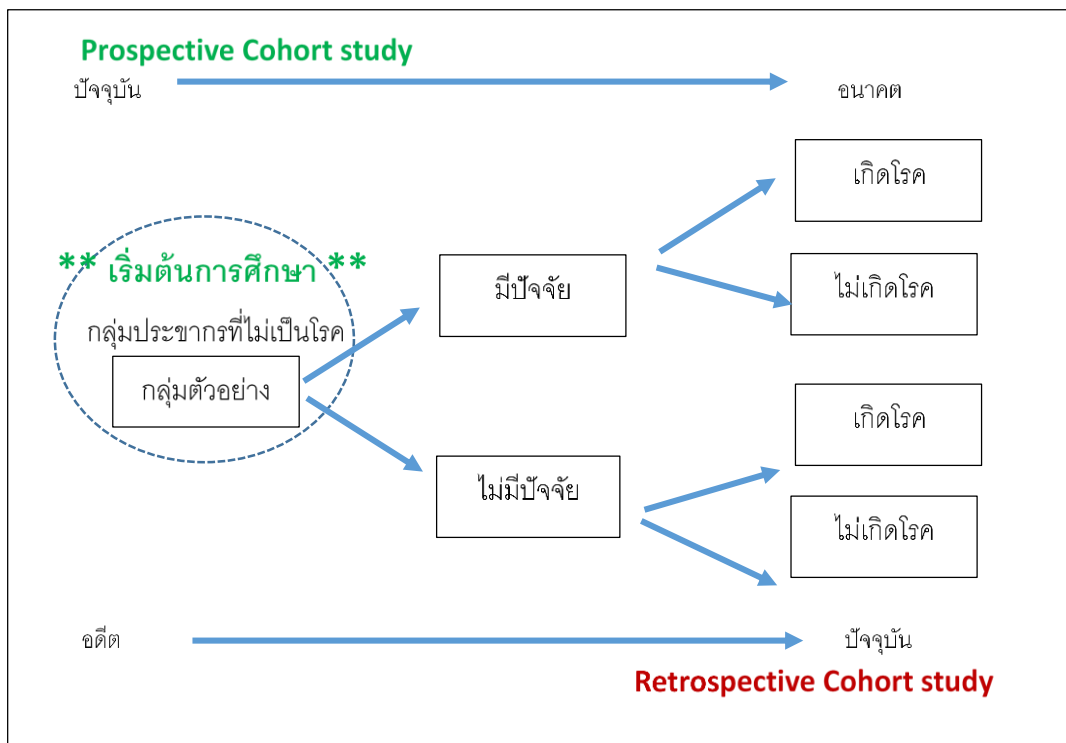 Prospective Cohort study
ปัจจุบัน
อนาคต
เกิดโรค
** เริ่มต้นการศึกษา **
มีปัจจัย
ไม่เกิดโรค
กลุ่มประขากรที่ไม่เป็นโรค
กลุ่มตัวอย่าง
เกิดโรค
ไม่มีปัจจัย
ไม่เกิดโรค
อดีต
ปัจจุบัน
Retrospective Cohort study